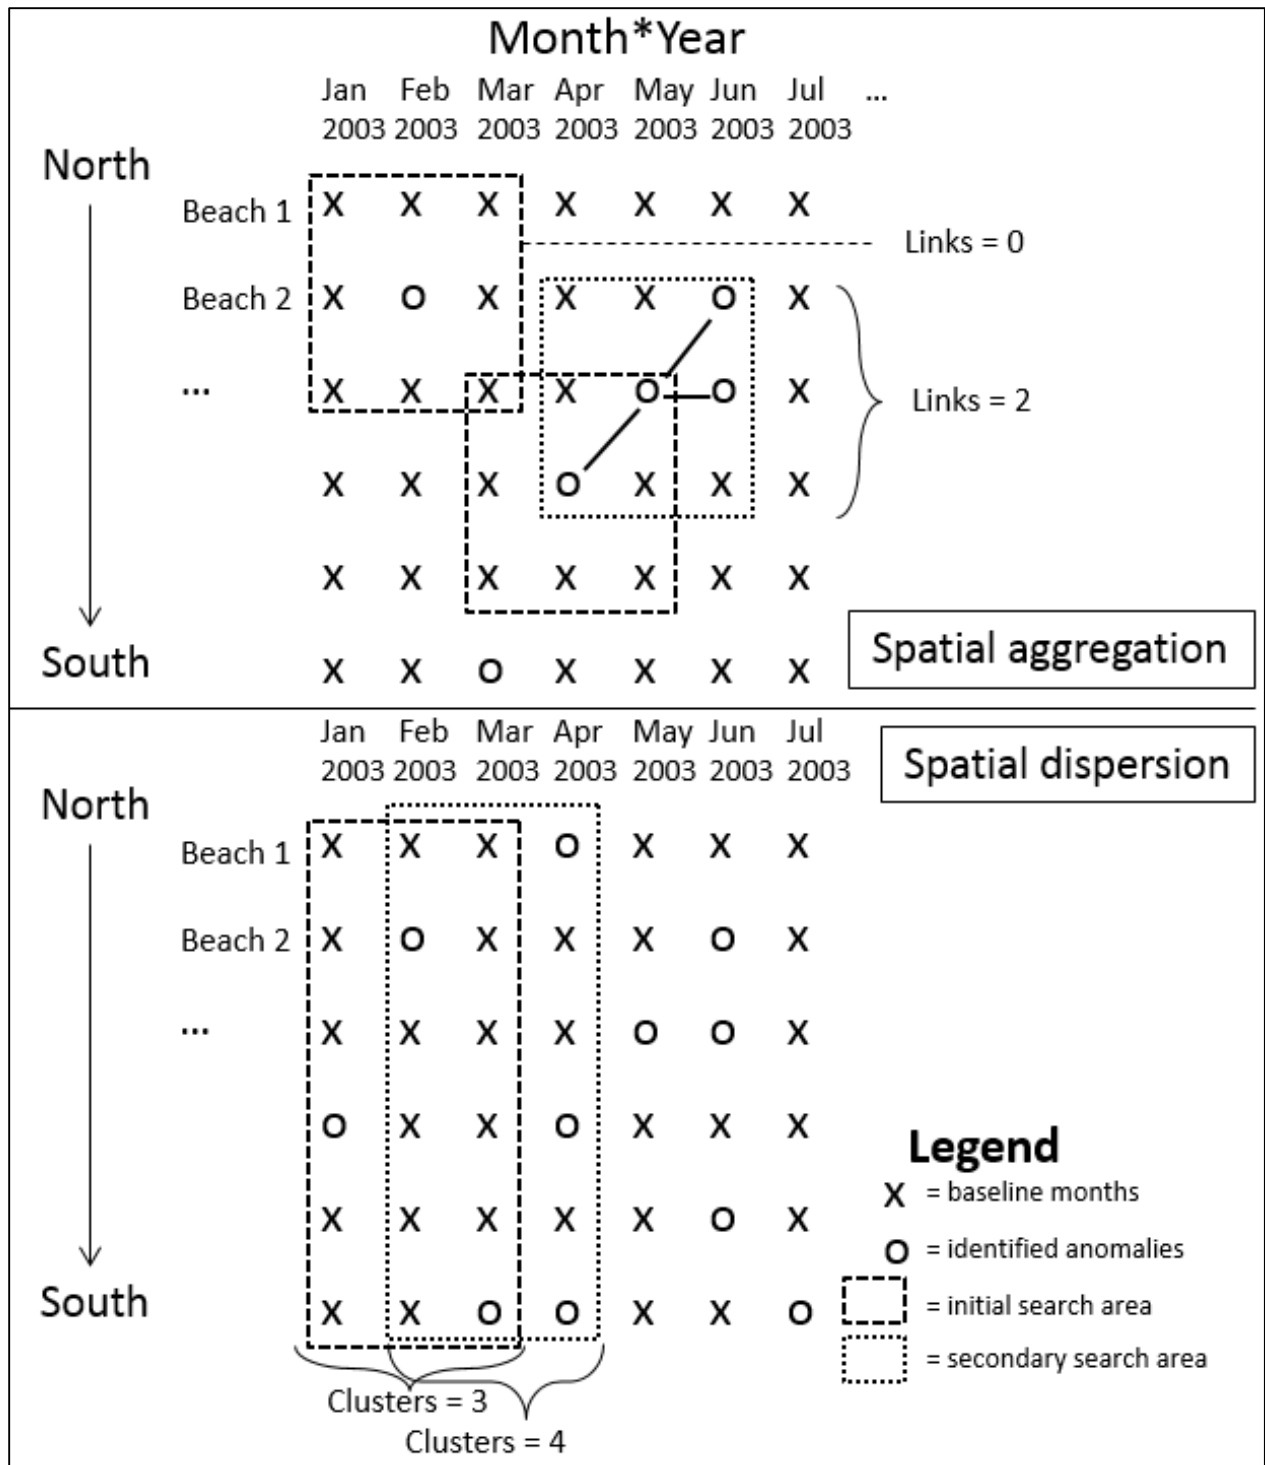 Month*Year
Jan Feb Mar Apr May Jun Jul ...
2003 2003 2003 2003 2003 2003 2003
North
Beach 1 X X X X X X X
Links = 0
Beach 2 X O X X X O X
... X X X X O O X
Links = 2
X X X O X X X
X X X X X X X
South X X O X X X X
Spatial aggregation
Jan Feb Mar Apr May Jun Jul
2003 2003 2003 2003 2003 2003 2003
Spatial dispersion
North
Beach 1 X X X O X X X
Beach 2 X O X X X O X
... X X X X O O X
O X X O X X X
X X X X X O X
South X X O O X X O
Clusters = 3
Clusters = 4
Legend
X = baseline months
O = identified anomalies
= initial search area
= secondary search area